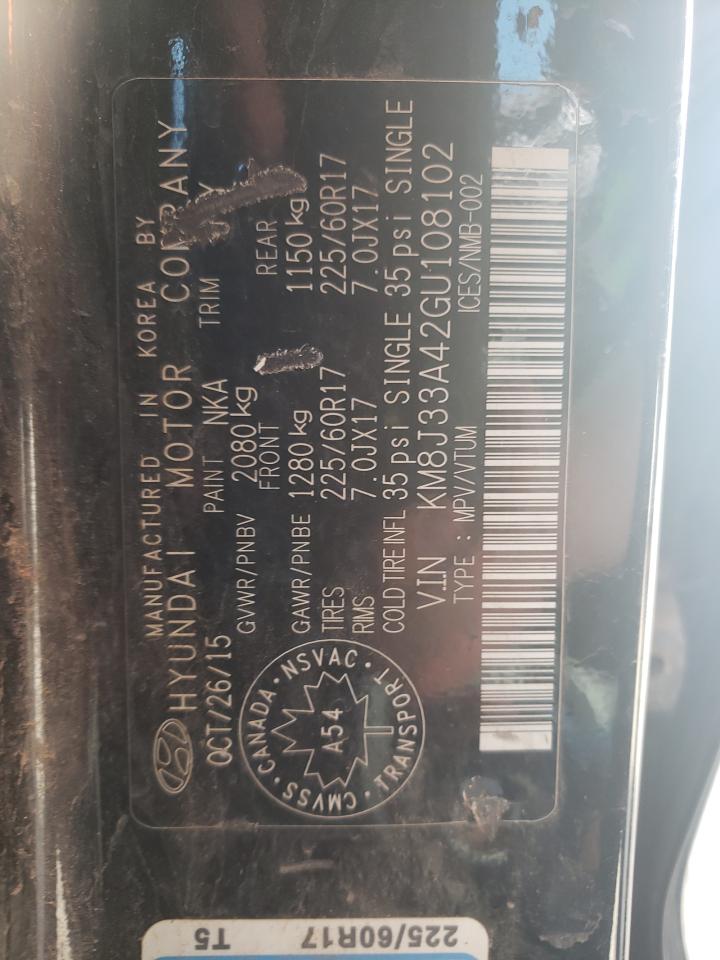 MANUFACTURED IN KOREA BY
HYUNDAI MOTOR COMPANY
OCT/26/15 PAINT NKA TRIM
GVWR/PNBV 2080 kg
FRONT REAR
GAWR/PNBE 1280 kg 1150 kg
TIRES 225/60R17 225/60R17
RIMS 7.0JX17 7.0JX17
COLD TIRE INFL 35 psi SINGLE 35 psi SINGLE
V.I.N KM8J33A42GU108102
TYPE : MPV/VTUM ICES/NMB-002
CANADA • NSVAC • TRANSPORT • CMVSS •
A54
225/60R17 T5